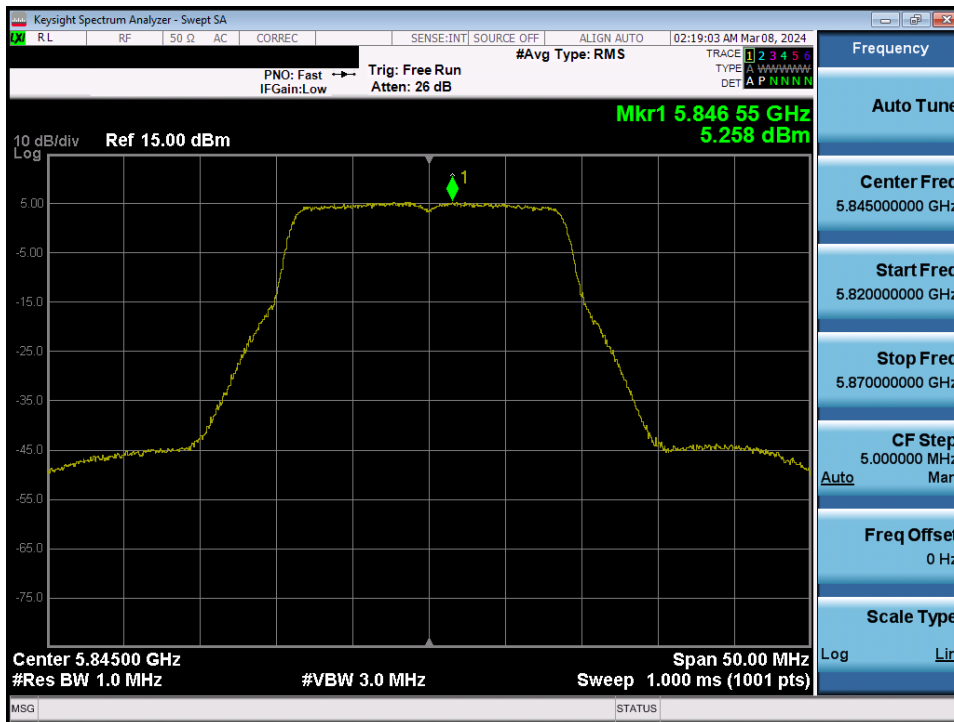 Keysight Spectrum Analyzer - Swept SA
LXI RL RF 50 Ω AC CORREC SENSE:INT SOURCE OFF ALIGN AUTO 02:19:03 AM Mar 08, 2024
#Avg Type: RMS
TRACE 1 2 3 4 5 6
TYPE A W W W W W
DET A P N N N N
PNO: Fast
IFGain:Low
Trig: Free Run
Atten: 26 dB
Mkr1 5.846 55 GHz
5.258 dBm
10 dB/div
Log
Ref 15.00 dBm
1
5.00
-5.00
-15.0
-25.0
-35.0
-45.0
-55.0
-65.0
-75.0
Center 5.84500 GHz
Span 50.00 MHz
#Res BW 1.0 MHz
#VBW 3.0 MHz
Sweep 1.000 ms (1001 pts)
MSG
STATUS
Frequency
Auto Tune
Center Freq
5.845000000 GHz
Start Freq
5.820000000 GHz
Stop Freq
5.870000000 GHz
CF Step
5.000000 MHz
Auto Man
Freq Offset
0 Hz
Scale Type
Log Lin